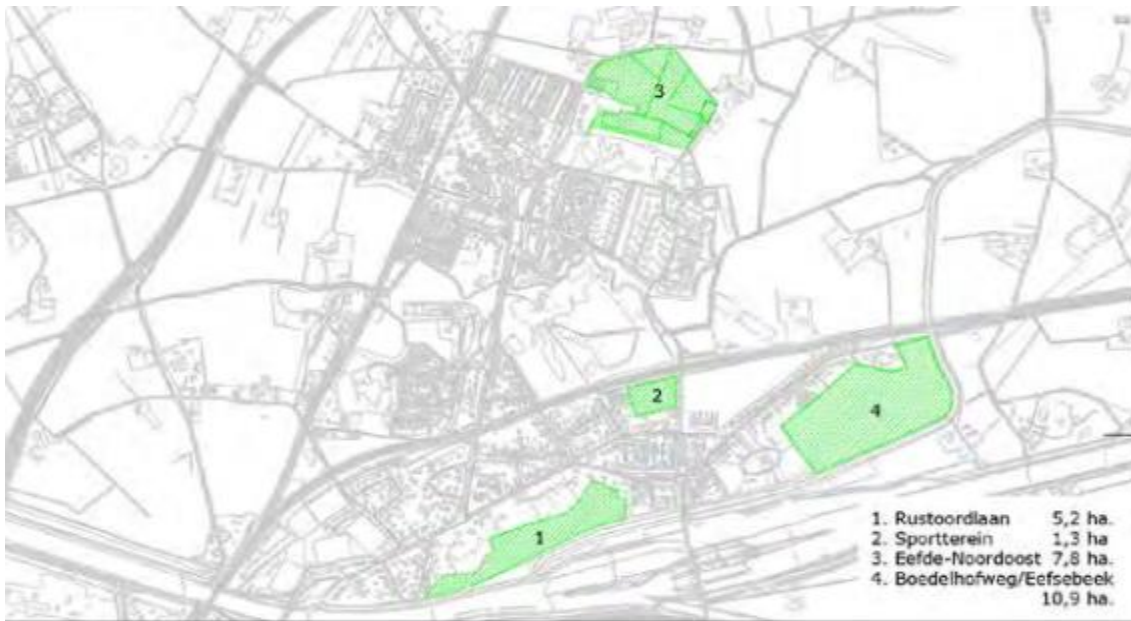 3
2
4
1
1. Rustoordlaan 5,2 ha.
2. Sportterein 1,3 ha
3. Eefde-Noordoost 7,8 ha.
4. Boedelhofweg/Eefsebeek
10,9 ha.